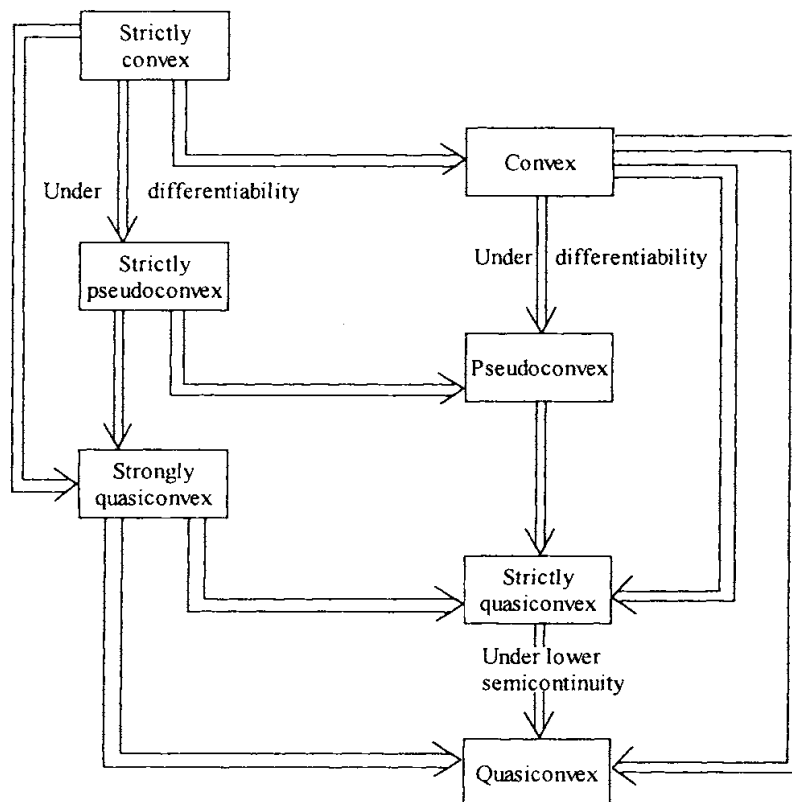 Strictly
convex
Convex
Under differentiability
Strictly
pseudoconvex
Under differentiability
Pseudoconvex
Strongly
quasiconvex
Strictly
quasiconvex
Under lower
semicontinuity
Quasiconvex